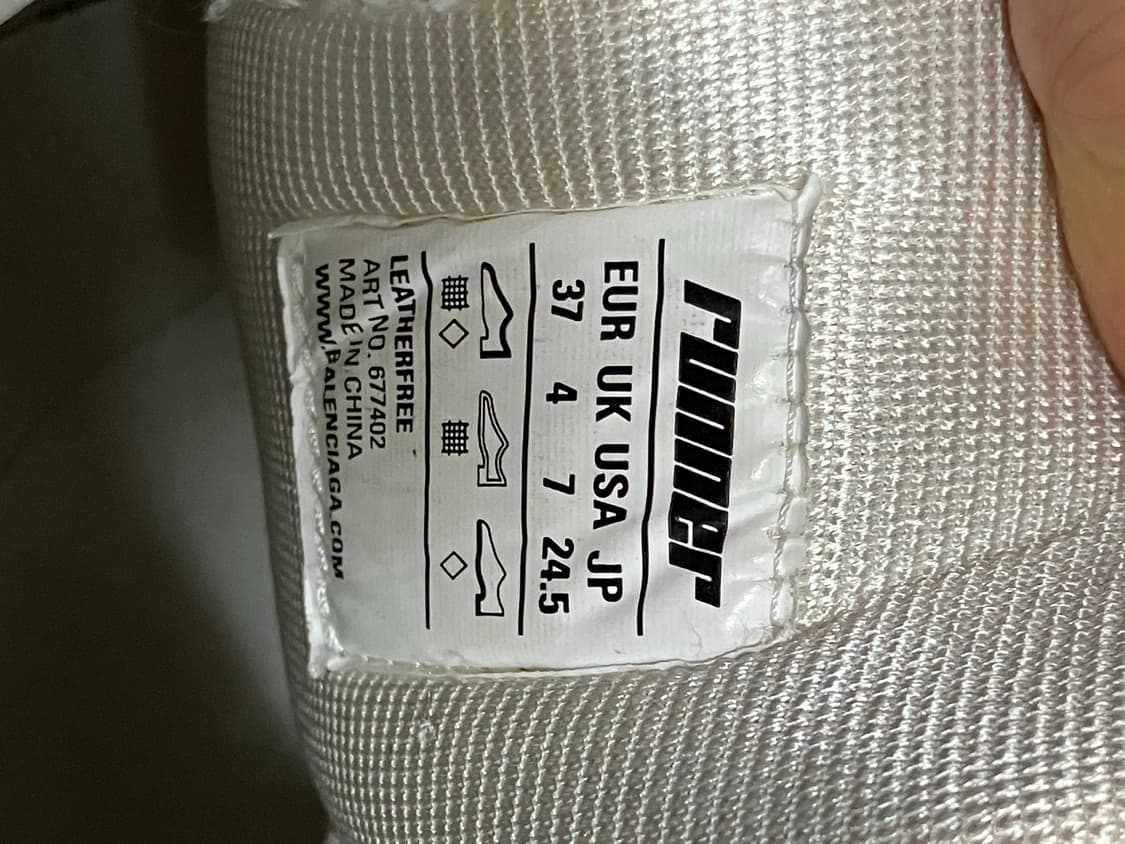 runner
EUR UK USA JP
37 4 7 24.5
LEATHERFREE
ART NO. 677402
MADE IN CHINA
WWW.BALENCIAGA.COM